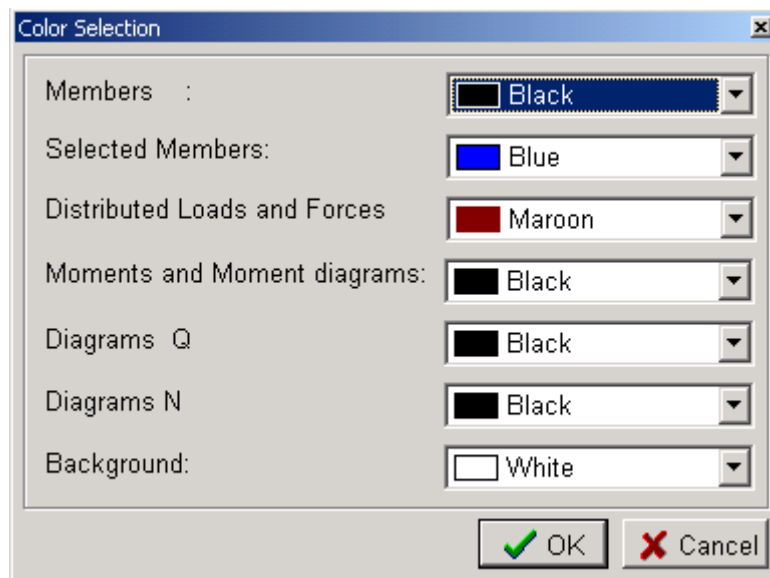 Color Selection
Members : Black
Selected Members: Blue
Distributed Loads and Forces Maroon
Moments and Moment diagrams: Black
Diagrams Q Black
Diagrams N Black
Background: White
OK Cancel